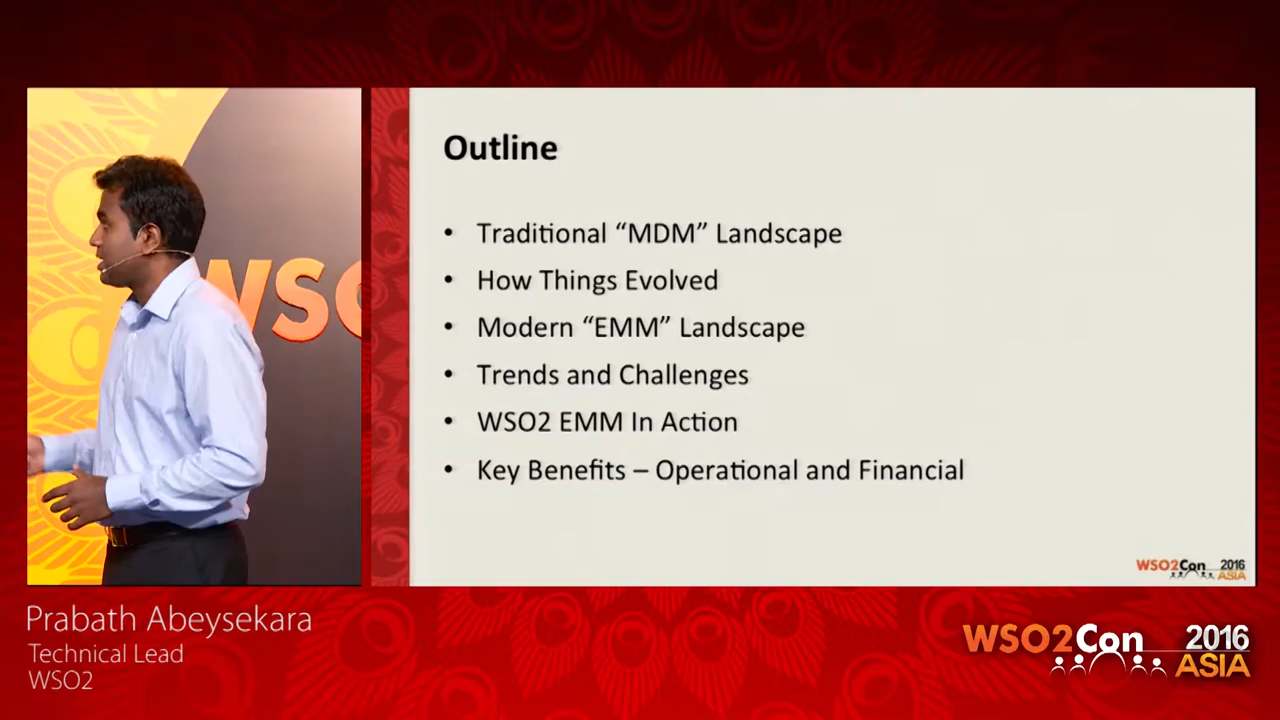 WSO2
Outline
• Traditional “MDM” Landscape
• How Things Evolved
• Modern “EMM” Landscape
• Trends and Challenges
• WSO2 EMM In Action
• Key Benefits – Operational and Financial
WSO2Con 2016
ASIA
Prabath Abeysekara
Technical Lead
WSO2
WSO2Con 2016
ASIA